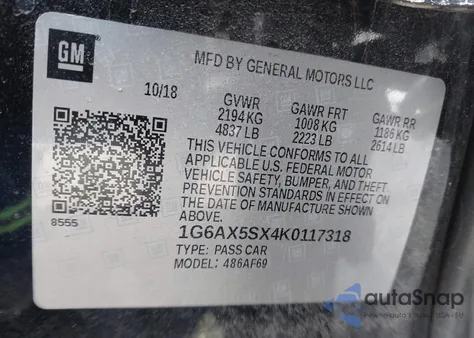 GM
MFD BY GENERAL MOTORS LLC
10/18
GVWR GAWR FRT GAWR RR
2194 KG 1008 KG 1186 KG
4837 LB 2223 LB 2614 LB
THIS VEHICLE CONFORMS TO ALL
APPLICABLE U.S. FEDERAL MOTOR
VEHICLE SAFETY, BUMPER, AND THEFT
PREVENTION STANDARDS IN EFFECT ON
THE DATE OF MANUFACTURE SHOWN
ABOVE.
8555
1G6AX5SX4K0117318
TYPE: PASS CAR
MODEL: 486AF69
autoSnap